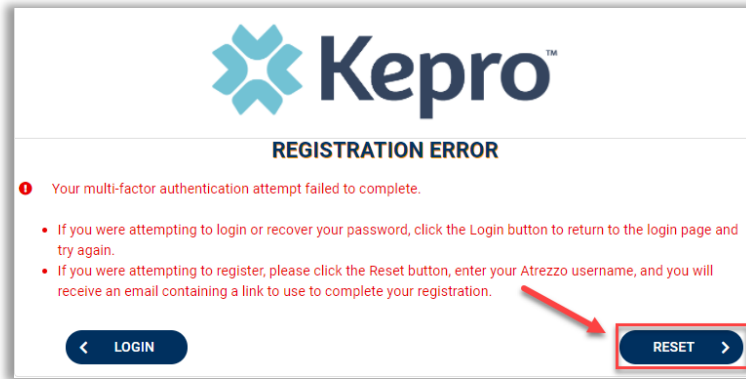 Kepro™
REGISTRATION ERROR
Your multi-factor authentication attempt failed to complete.
• If you were attempting to login or recover your password, click the Login button to return to the login page and
try again.
• If you were attempting to register, please click the Reset button, enter your Atrezzo username, and you will
receive an email containing a link to use to complete your registration.
LOGIN
RESET